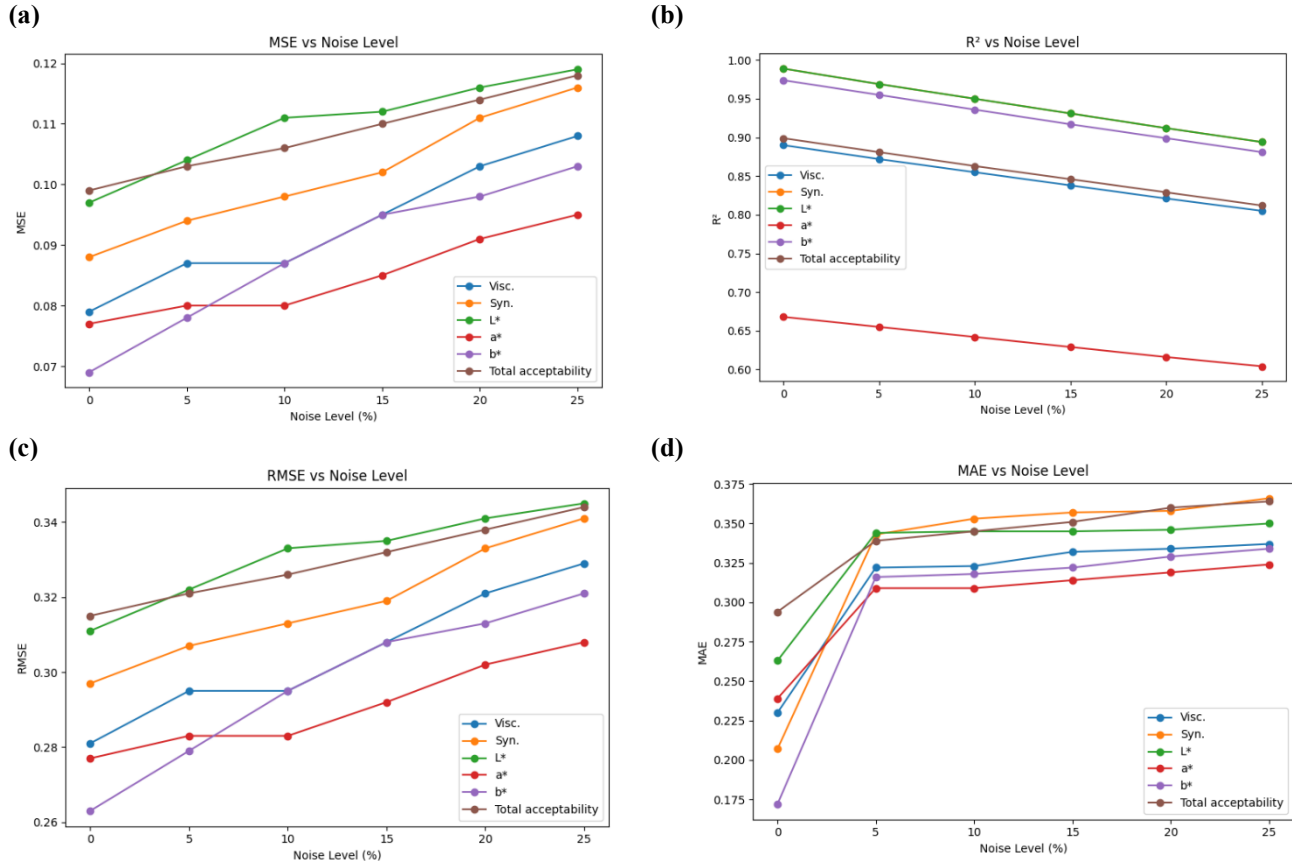 (a)
MSE vs Noise Level
0.12
0.11
0.10
0.09
0.08
0.07
MSE
0 5 10 15 20 25
Noise Level (%)
Visc.
Syn.
L*
a*
b*
Total acceptability
(b)
R² vs Noise Level
1.00
0.95
0.90
0.85
0.80
0.75
0.70
0.65
0.60
R²
0 5 10 15 20 25
Noise Level (%)
Visc.
Syn.
L*
a*
b*
Total acceptability
(c)
RMSE vs Noise Level
0.34
0.32
0.30
0.28
0.26
RMSE
0 5 10 15 20 25
Noise Level (%)
Visc.
Syn.
L*
a*
b*
Total acceptability
(d)
MAE vs Noise Level
0.375
0.350
0.325
0.300
0.275
0.250
0.225
0.200
0.175
MAE
0 5 10 15 20 25
Noise Level (%)
Visc.
Syn.
L*
a*
b*
Total acceptability